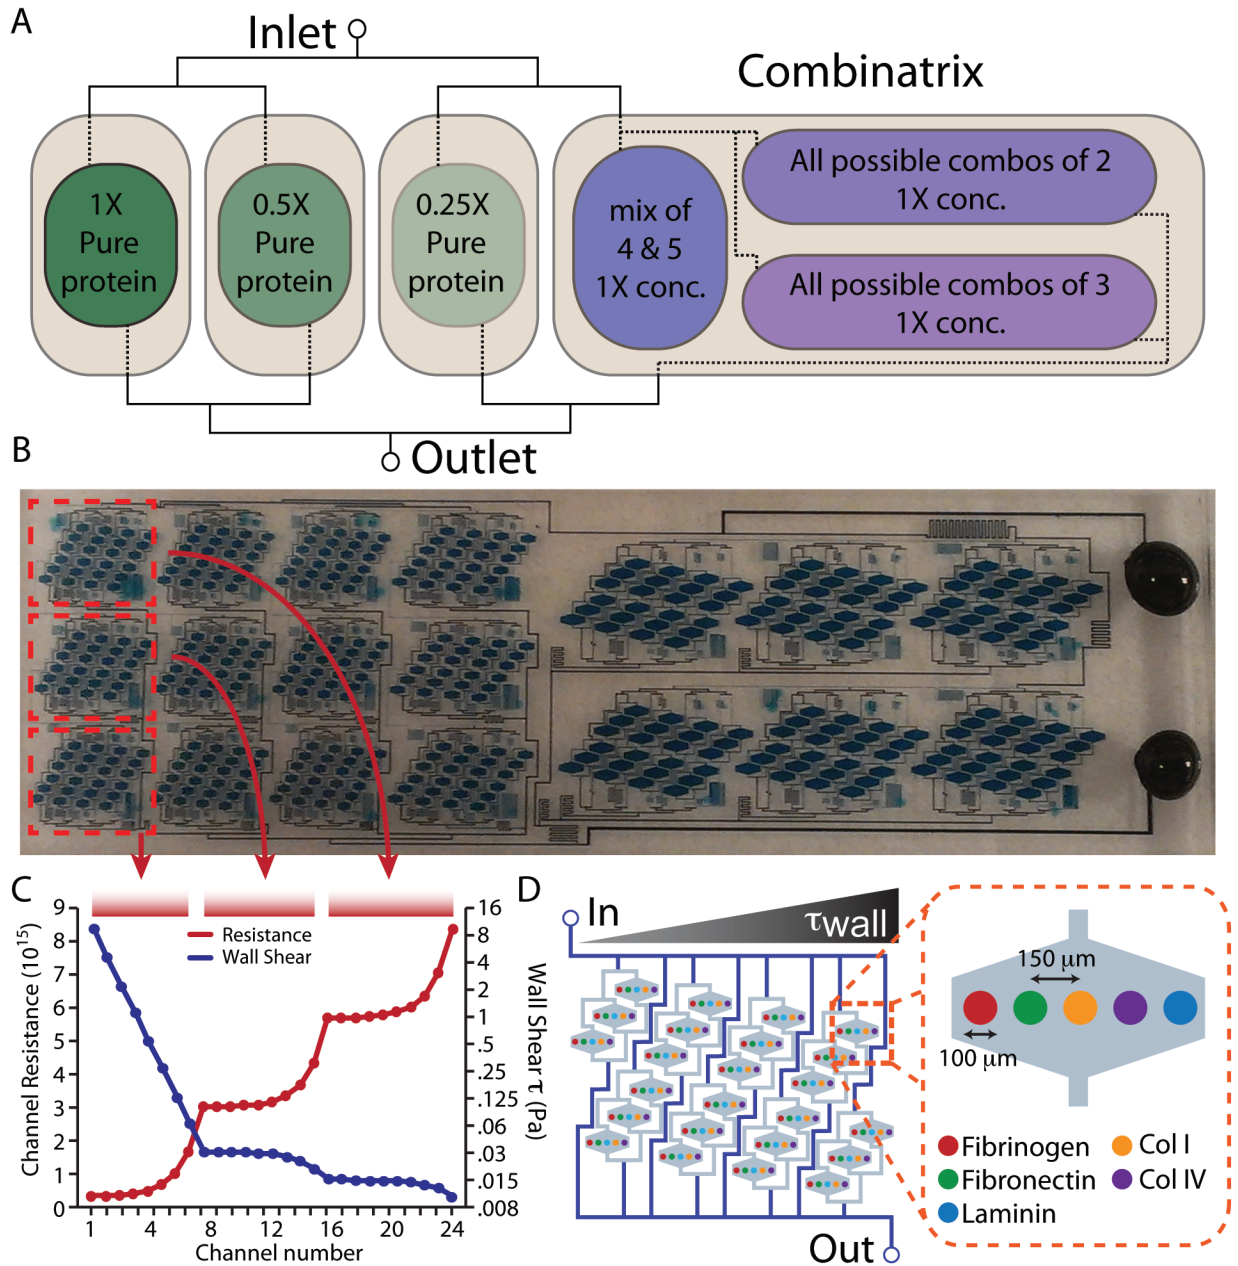 A
Inlet
Combinatrix
1X
Pure
protein
0.5X
Pure
protein
0.25X
Pure
protein
mix of
4 & 5
1X conc.
All possible combos of 2
1X conc.
All possible combos of 3
1X conc.
Outlet
B
C
Channel Resistance (10^15)
9
8
7
6
5
4
3
2
1
0
Resistance
Wall Shear
16
8
4
2
1
.5
.25
.125
.06
.03
.015
.008
Wall Shear τ (Pa)
1 4 8 12 16 20 24
Channel number
D
In
τwall
Out
150 μm
100 μm
Fibrinogen
Fibronectin
Laminin
Col I
Col IV